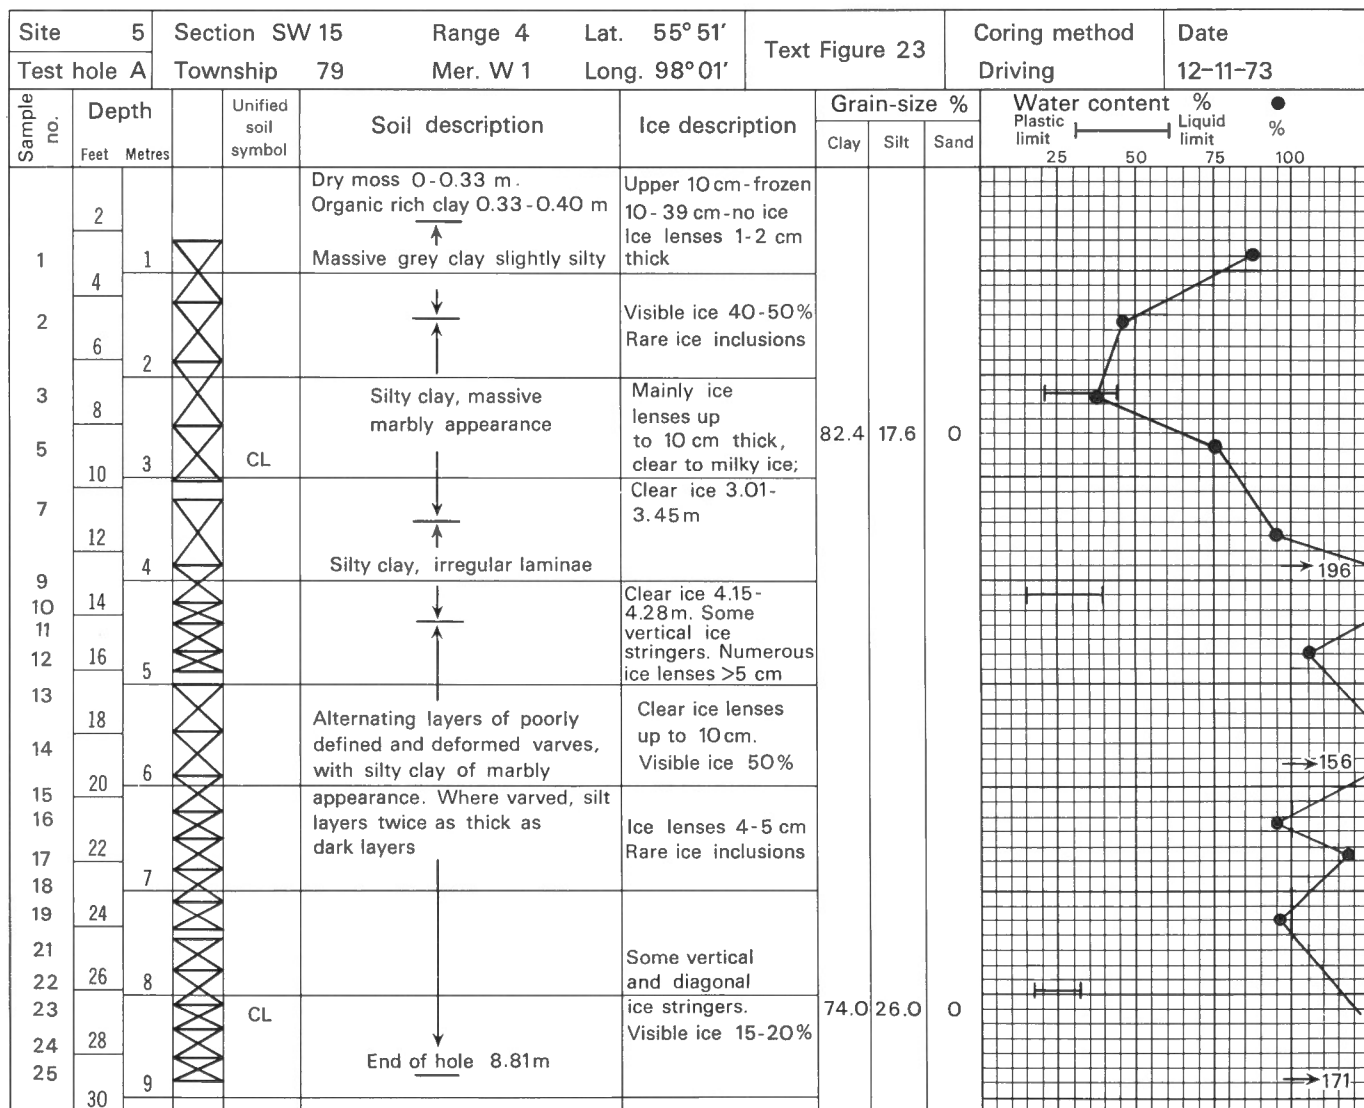 Site 5 Section SW 15 Range 4 Lat. 55° 51′ Text Figure 23 Coring method Date
Test hole A Township 79 Mer. W 1 Long. 98° 01′ Driving 12-11-73
Sample no.
Depth
Feet Metres
Unified
soil
symbol
Soil description
Ice description
Grain-size %
Clay Silt Sand
Water content % ●
Plastic limit Liquid limit %
25 50 75 100
1
2
3
5
7
9
10
11
12
13
14
15
16
17
18
19
21
22
23
24
25
2
4
6
8
10
12
14
16
18
20
22
24
26
28
30
1
2
3
4
5
6
7
8
9
CL
CL
Dry moss 0-0.33 m.
Organic rich clay 0.33-0.40 m
Massive grey clay slightly silty
Silty clay, massive
marbly appearance
Silty clay, irregular laminae
Alternating layers of poorly
defined and deformed varves,
with silty clay of marbly
appearance. Where varved, silt
layers twice as thick as
dark layers
End of hole 8.81m
Upper 10 cm-frozen
10-39 cm-no ice
Ice lenses 1-2 cm
thick
Visible ice 40-50%
Rare ice inclusions
Mainly ice
lenses up
to 10 cm thick,
clear to milky ice;
Clear ice 3.01-
3.45 m
Clear ice 4.15-
4.28m. Some
vertical ice
stringers. Numerous
ice lenses >5 cm
Clear ice lenses
up to 10cm.
Visible ice 50%
Ice lenses 4-5 cm
Rare ice inclusions
Some vertical
and diagonal
ice stringers.
Visible ice 15-20%
82.4 17.6 0
74.0 26.0 0
196
156
171